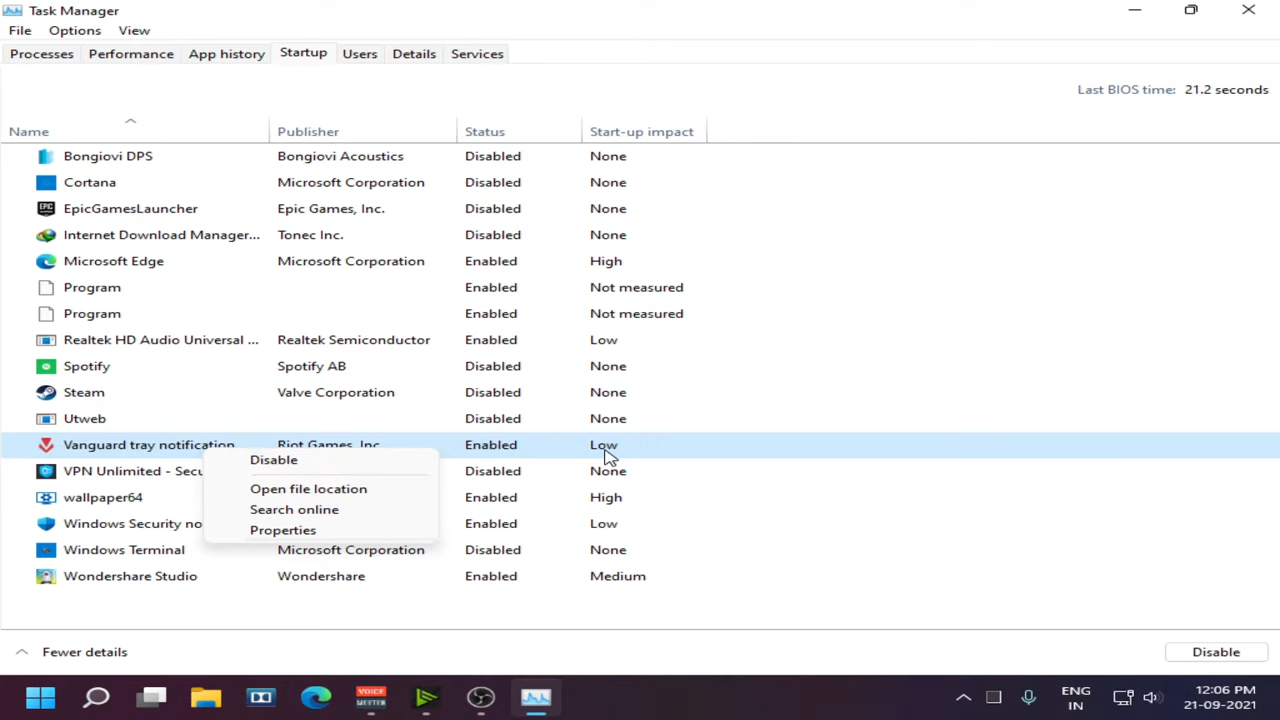 Task Manager
File Options View
Processes Performance App history Startup Users Details Services
Last BIOS time: 21.2 seconds
Name Publisher Status Start-up impact
Bongiovi DPS Bongiovi Acoustics Disabled None
Cortana Microsoft Corporation Disabled None
EPIC EpicGamesLauncher Epic Games, Inc. Disabled None
Internet Download Manager... Tonec Inc. Disabled None
Microsoft Edge Microsoft Corporation Enabled High
Program Enabled Not measured
Program Enabled Not measured
Realtek HD Audio Universal ... Realtek Semiconductor Enabled Low
Spotify Spotify AB Disabled None
Steam Valve Corporation Disabled None
Utweb Disabled None
Vanguard tray notification Riot Games, Inc. Enabled Low
Disable
VPN Unlimited - Secu Disabled None
Open file location
wallpaper64 Enabled High
Search online
Windows Security no Enabled Low
Properties
Windows Terminal Microsoft Corporation Disabled None
Wondershare Studio Wondershare Enabled Medium
Fewer details Disable
VOICE
MEETER
ENG
IN
12:06 PM
21-09-2021